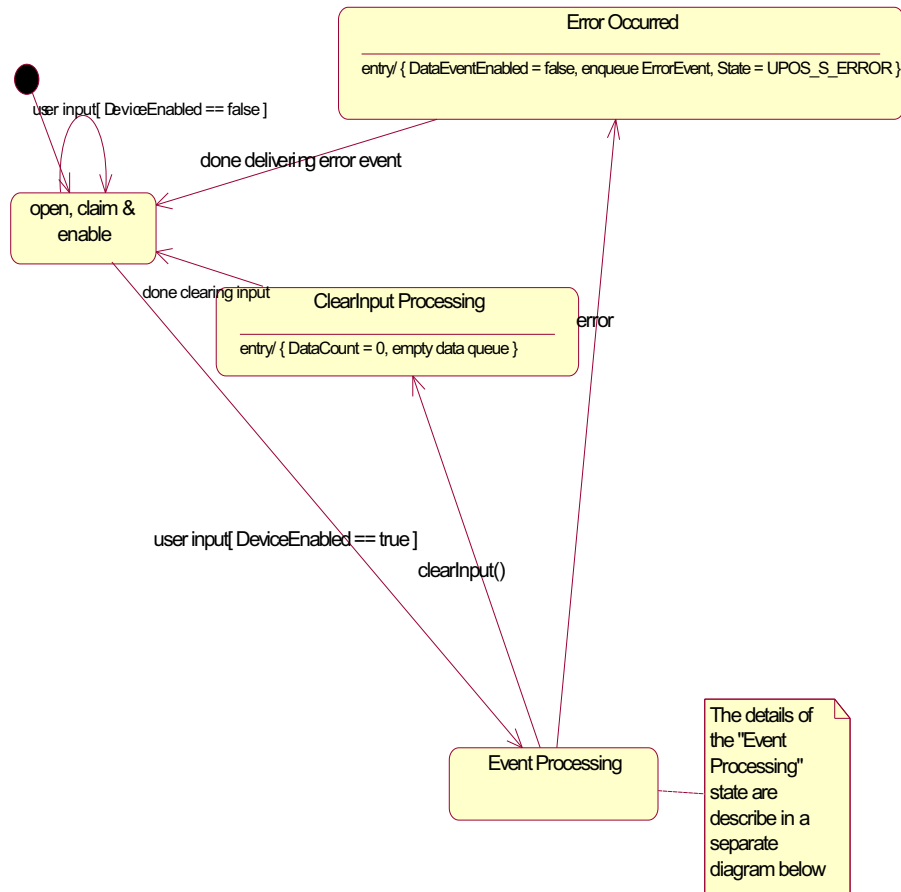 Error Occurred
entry/ { DataEventEnabled = false, enqueue ErrorEvent, State = UPOS_S_ERROR }
user input[ DeviceEnabled == false ]
done delivering error event
open, claim &
enable
done clearing input
ClearInput Processing
entry/ { DataCount = 0, empty data queue }
error
user input[ DeviceEnabled == true ]
clearInput()
Event Processing
The details of
the "Event
Processing"
state are
describe in a
separate
diagram below